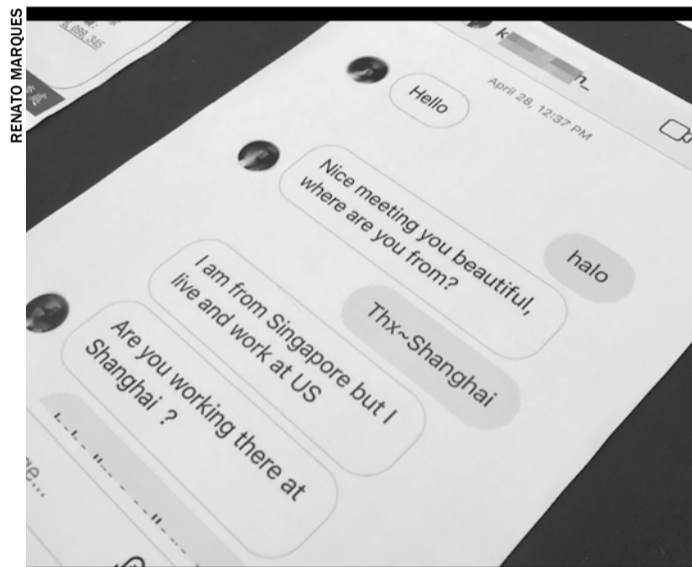 RENATO MARQUES
April 28, 12:37 PM
Hello
halo
Nice meeting you beautiful,
where are you from?
Thx~Shanghai
I am from Singapore but I
live and work at US
Are you working there at
Shanghai ?